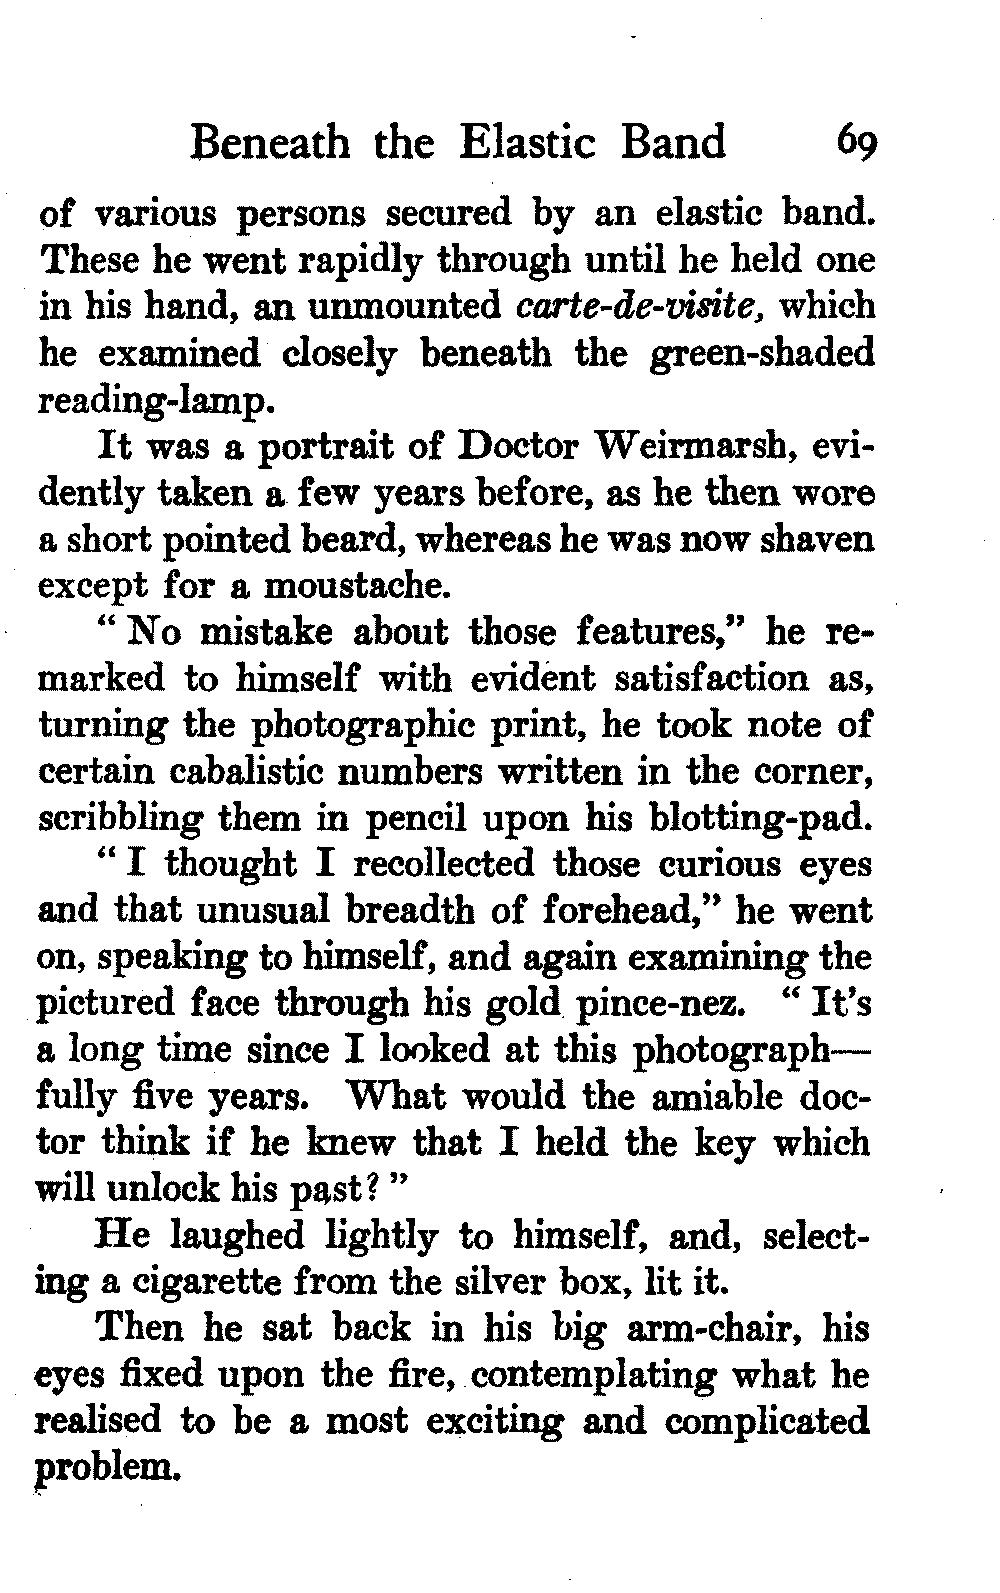 Beneath the Elastic Band 69
of various persons secured by an elastic band.
These he went rapidly through until he held one
in his hand, an unmounted carte-de-visite, which
he examined closely beneath the green-shaded
reading-lamp.
It was a portrait of Doctor Weirmarsh, evi-
dently taken a few years before, as he then wore
a short pointed beard, whereas he was now shaven
except for a moustache.
“ No mistake about those features,” he re-
marked to himself with evident satisfaction as,
turning the photographic print, he took note of
certain cabalistic numbers written in the corner,
scribbling them in pencil upon his blotting-pad.
“ I thought I recollected those curious eyes
and that unusual breadth of forehead,” he went
on, speaking to himself, and again examining the
pictured face through his gold pince-nez. “ It’s
a long time since I looked at this photograph—
fully five years. What would the amiable doc-
tor think if he knew that I held the key which
will unlock his past? ”
He laughed lightly to himself, and, select-
ing a cigarette from the silver box, lit it.
Then he sat back in his big arm-chair, his
eyes fixed upon the fire, contemplating what he
realised to be a most exciting and complicated
problem.